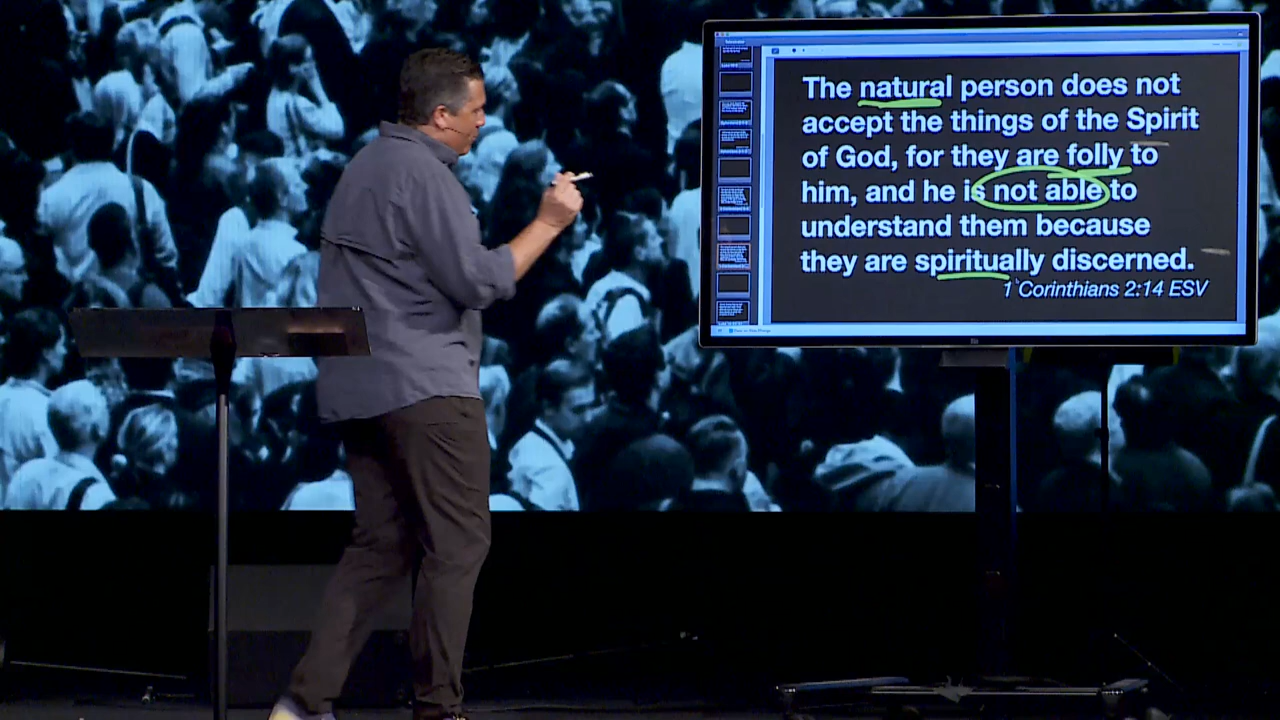 The natural person does not
accept the things of the Spirit
of God, for they are folly to
him, and he is not able to
understand them because
they are spiritually discerned.
1 Corinthians 2:14 ESV